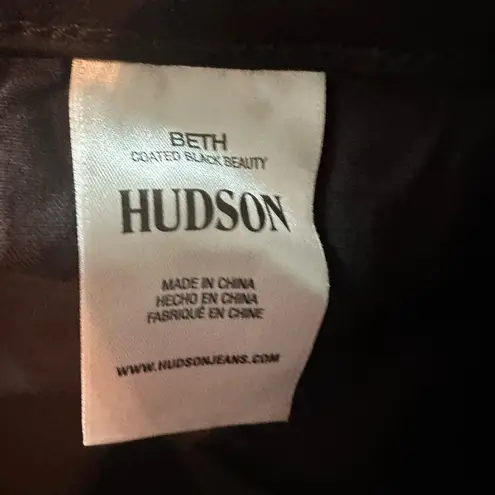 BETH
COATED BLACK BEAUTY
HUDSON
MADE IN CHINA
HECHO EN CHINA
FABRIQUÉ EN CHINE
WWW.HUDSONJEANS.COM